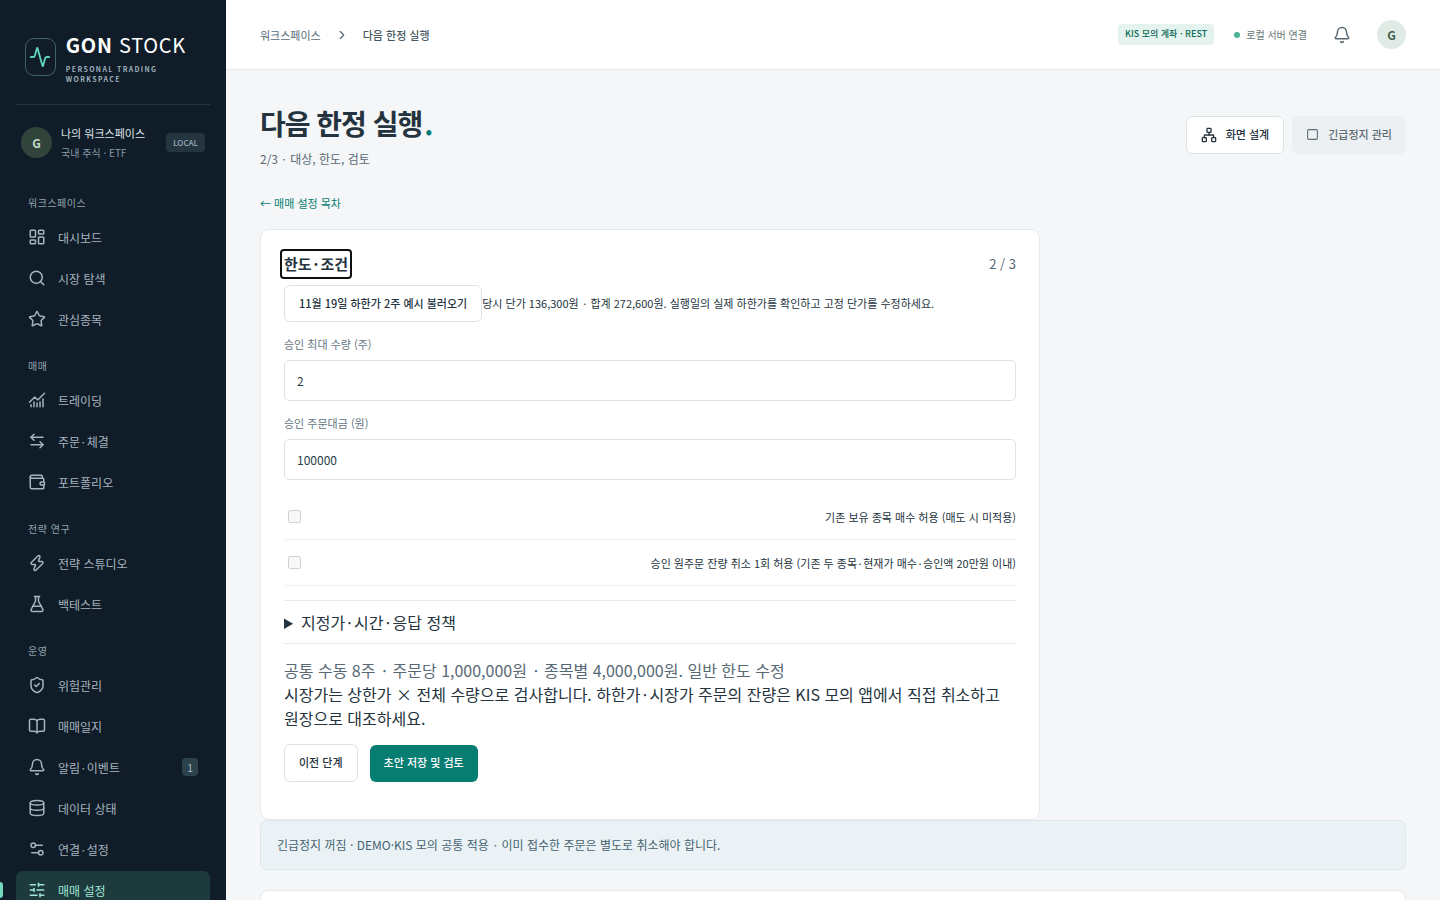 GON STOCK
PERSONAL TRADING
WORKSPACE
G
나의 워크스페이스
국내 주식 · ETF
LOCAL
워크스페이스
대시보드
시장 탐색
관심종목
매매
트레이딩
주문·체결
포트폴리오
전략 연구
전략 스튜디오
백테스트
운영
위험관리
매매일지
알림·이벤트
1
데이터 상태
연결·설정
매매 설정
워크스페이스 > 다음 한정 실행
KIS 모의 계좌 · REST
로컬 서버 연결
G
다음 한정 실행.
2/3 · 대상, 한도, 검토
화면 설계
긴급정지 관리
← 매매 설정 목차
한도·조건
2 / 3
11월 19일 하한가 2주 예시 불러오기
당시 단가 136,300원 · 합계 272,600원. 실행일의 실제 하한가를 확인하고 고정 단가를 수정하세요.
승인 최대 수량 (주)
2
승인 주문대금 (원)
100000
기존 보유 종목 매수 허용 (매도 시 미적용)
승인 원주문 잔량 취소 1회 허용 (기존 두 종목·현재가 매수·승인액 20만원 이내)
▶ 지정가·시간·응답 정책
공통 수동 8주 · 주문당 1,000,000원 · 종목별 4,000,000원. 일반 한도 수정
시장가는 상한가 × 전체 수량으로 검사합니다. 하한가·시장가 주문의 잔량은 KIS 모의 앱에서 직접 취소하고
원장으로 대조하세요.
이전 단계
초안 저장 및 검토
긴급정지 꺼짐 · DEMO·KIS 모의 공통 적용 · 이미 접수한 주문은 별도로 취소해야 합니다.